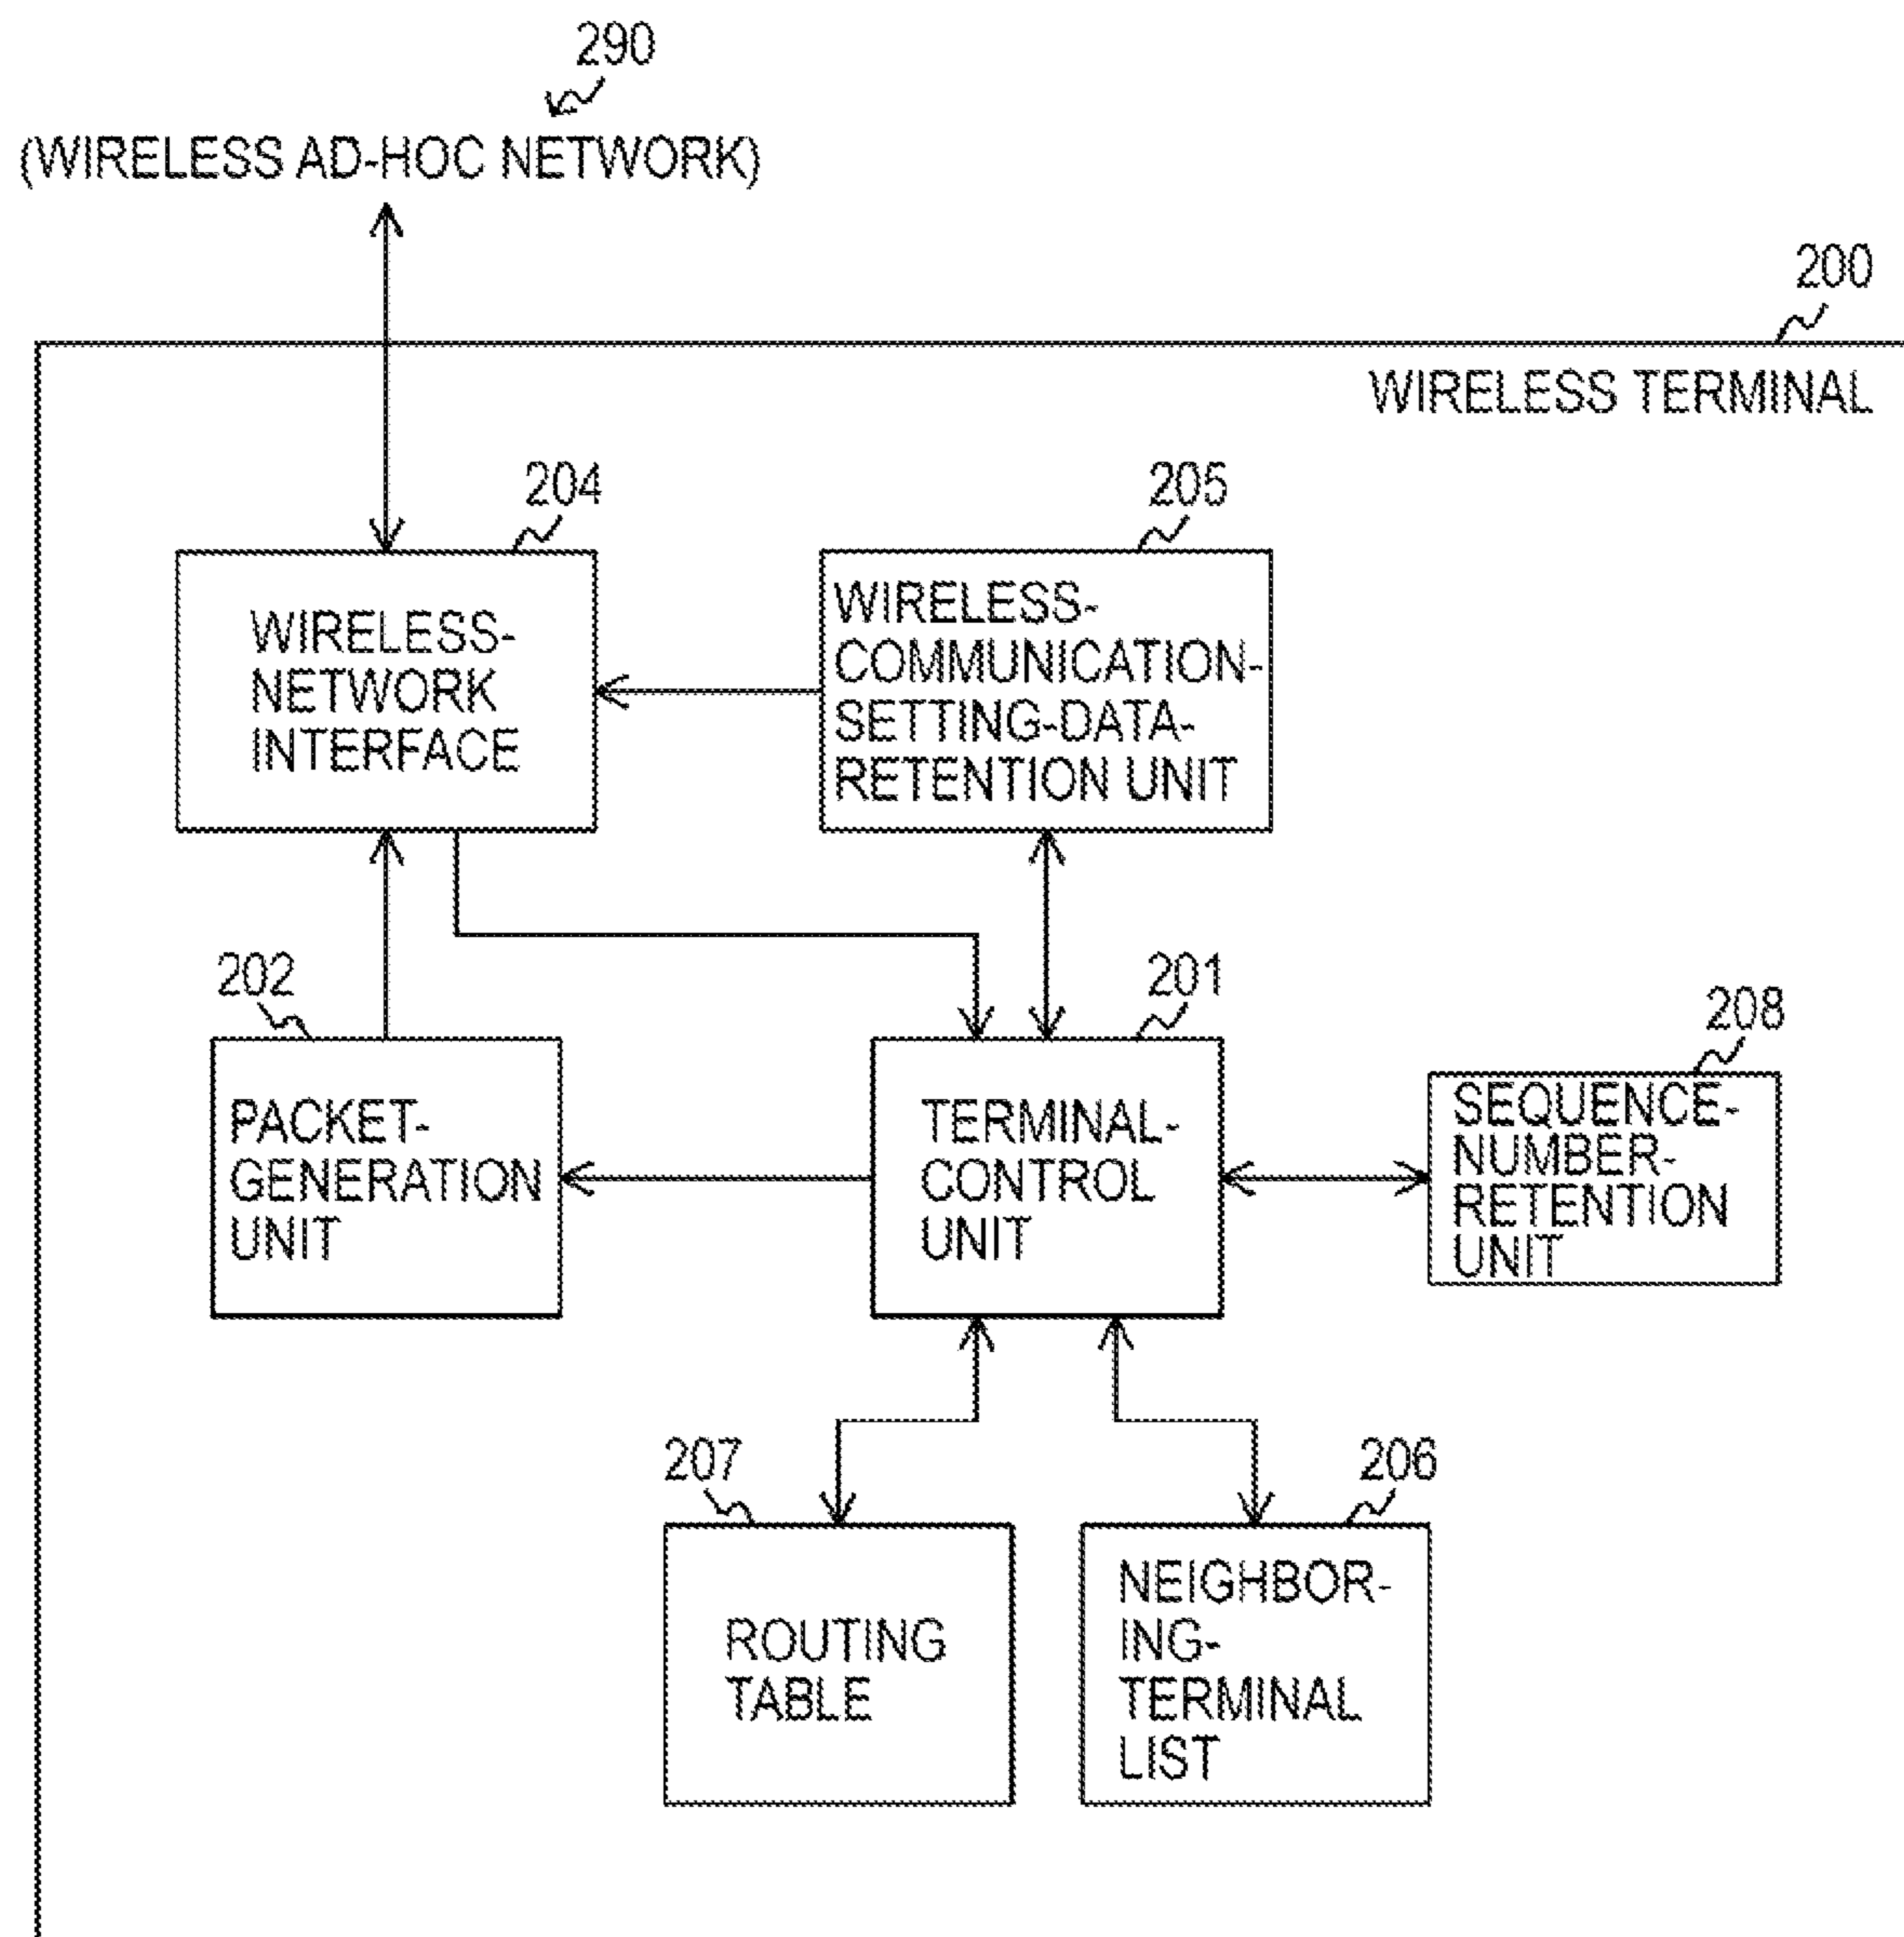 290
(WIRELESS AD-HOC NETWORK)
200
WIRELESS TERMINAL
204
205
WIRELESS-
NETWORK
INTERFACE
WIRELESS-
COMMUNICATION-
SETTING-DATA-
RETENTION UNIT
202
201
208
PACKET-
GENERATION
UNIT
TERMINAL-
CONTROL
UNIT
SEQUENCE-
NUMBER-
RETENTION
UNIT
207
206
ROUTING
TABLE
NEIGHBOR-
ING-
TERMINAL
LIST